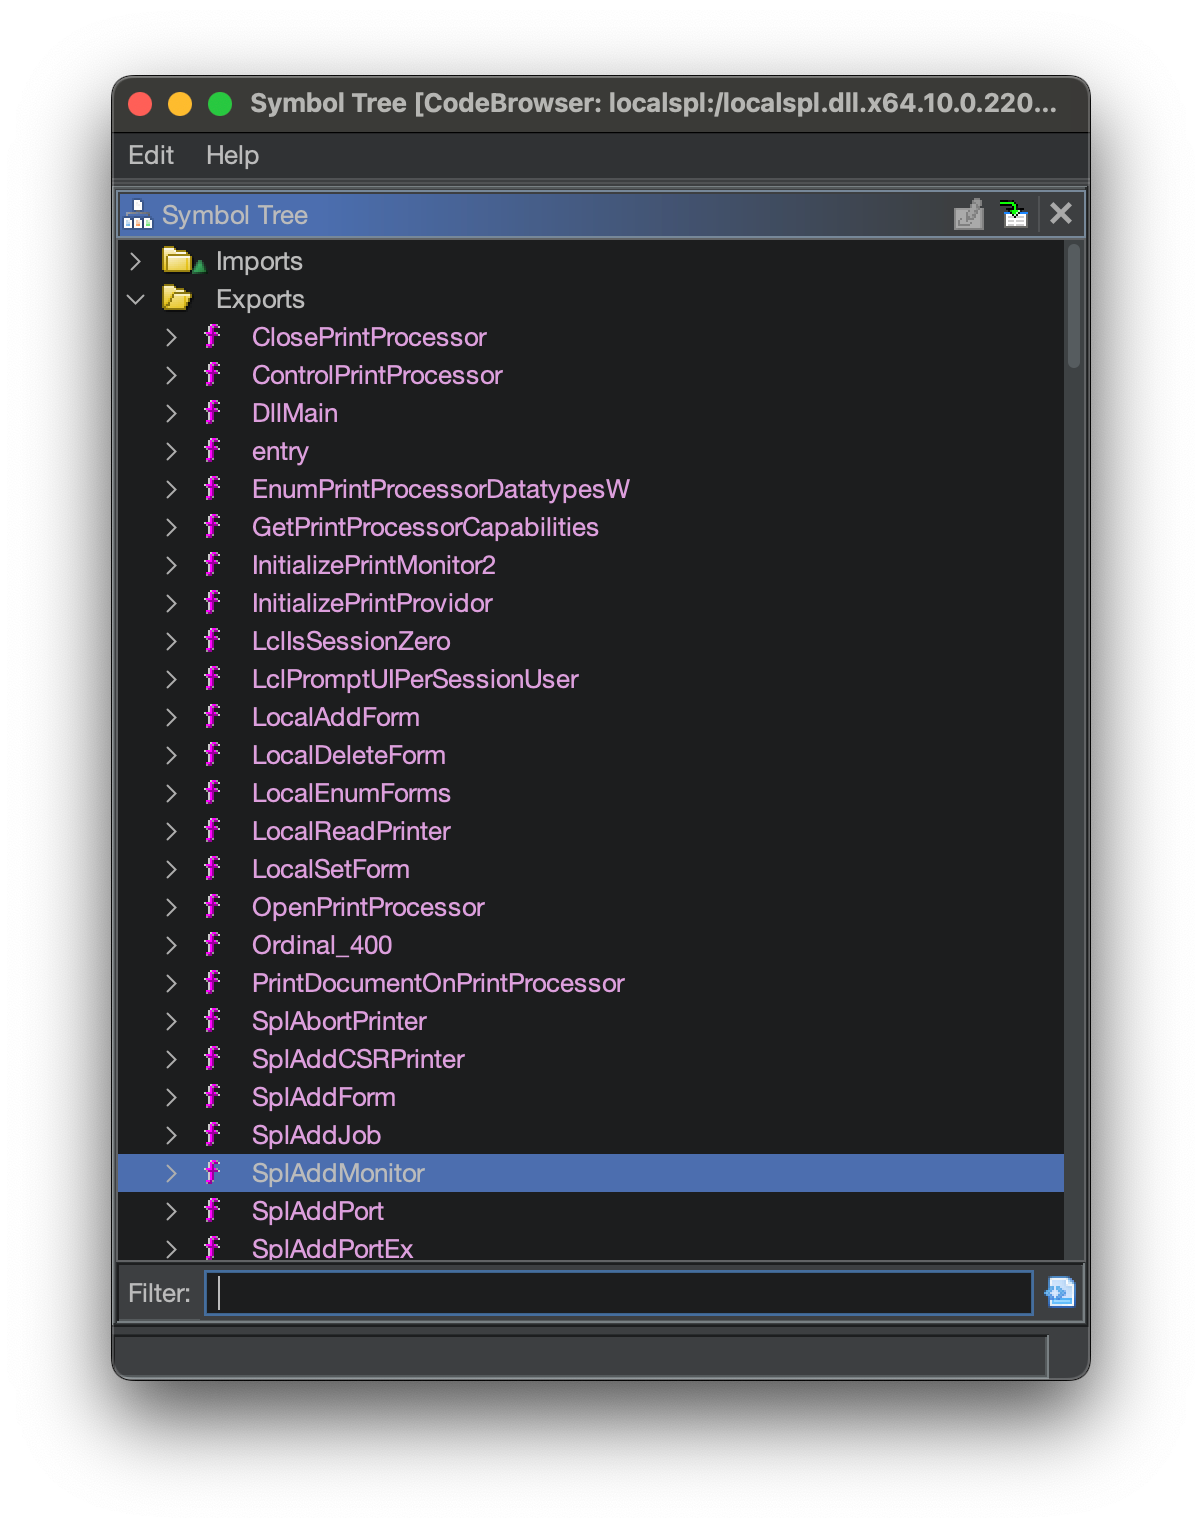 Symbol Tree [CodeBrowser: localspl:/localspl.dll.x64.10.0.220...
Edit Help
Symbol Tree
Imports
Exports
ClosePrintProcessor
ControlPrintProcessor
DllMain
entry
EnumPrintProcessorDatatypesW
GetPrintProcessorCapabilities
InitializePrintMonitor2
InitializePrintProvidor
LclIsSessionZero
LclPromptUIPerSessionUser
LocalAddForm
LocalDeleteForm
LocalEnumForms
LocalReadPrinter
LocalSetForm
OpenPrintProcessor
Ordinal_400
PrintDocumentOnPrintProcessor
SplAbortPrinter
SplAddCSRPrinter
SplAddForm
SplAddJob
SplAddMonitor
SplAddPort
SplAddPortEx
Filter: